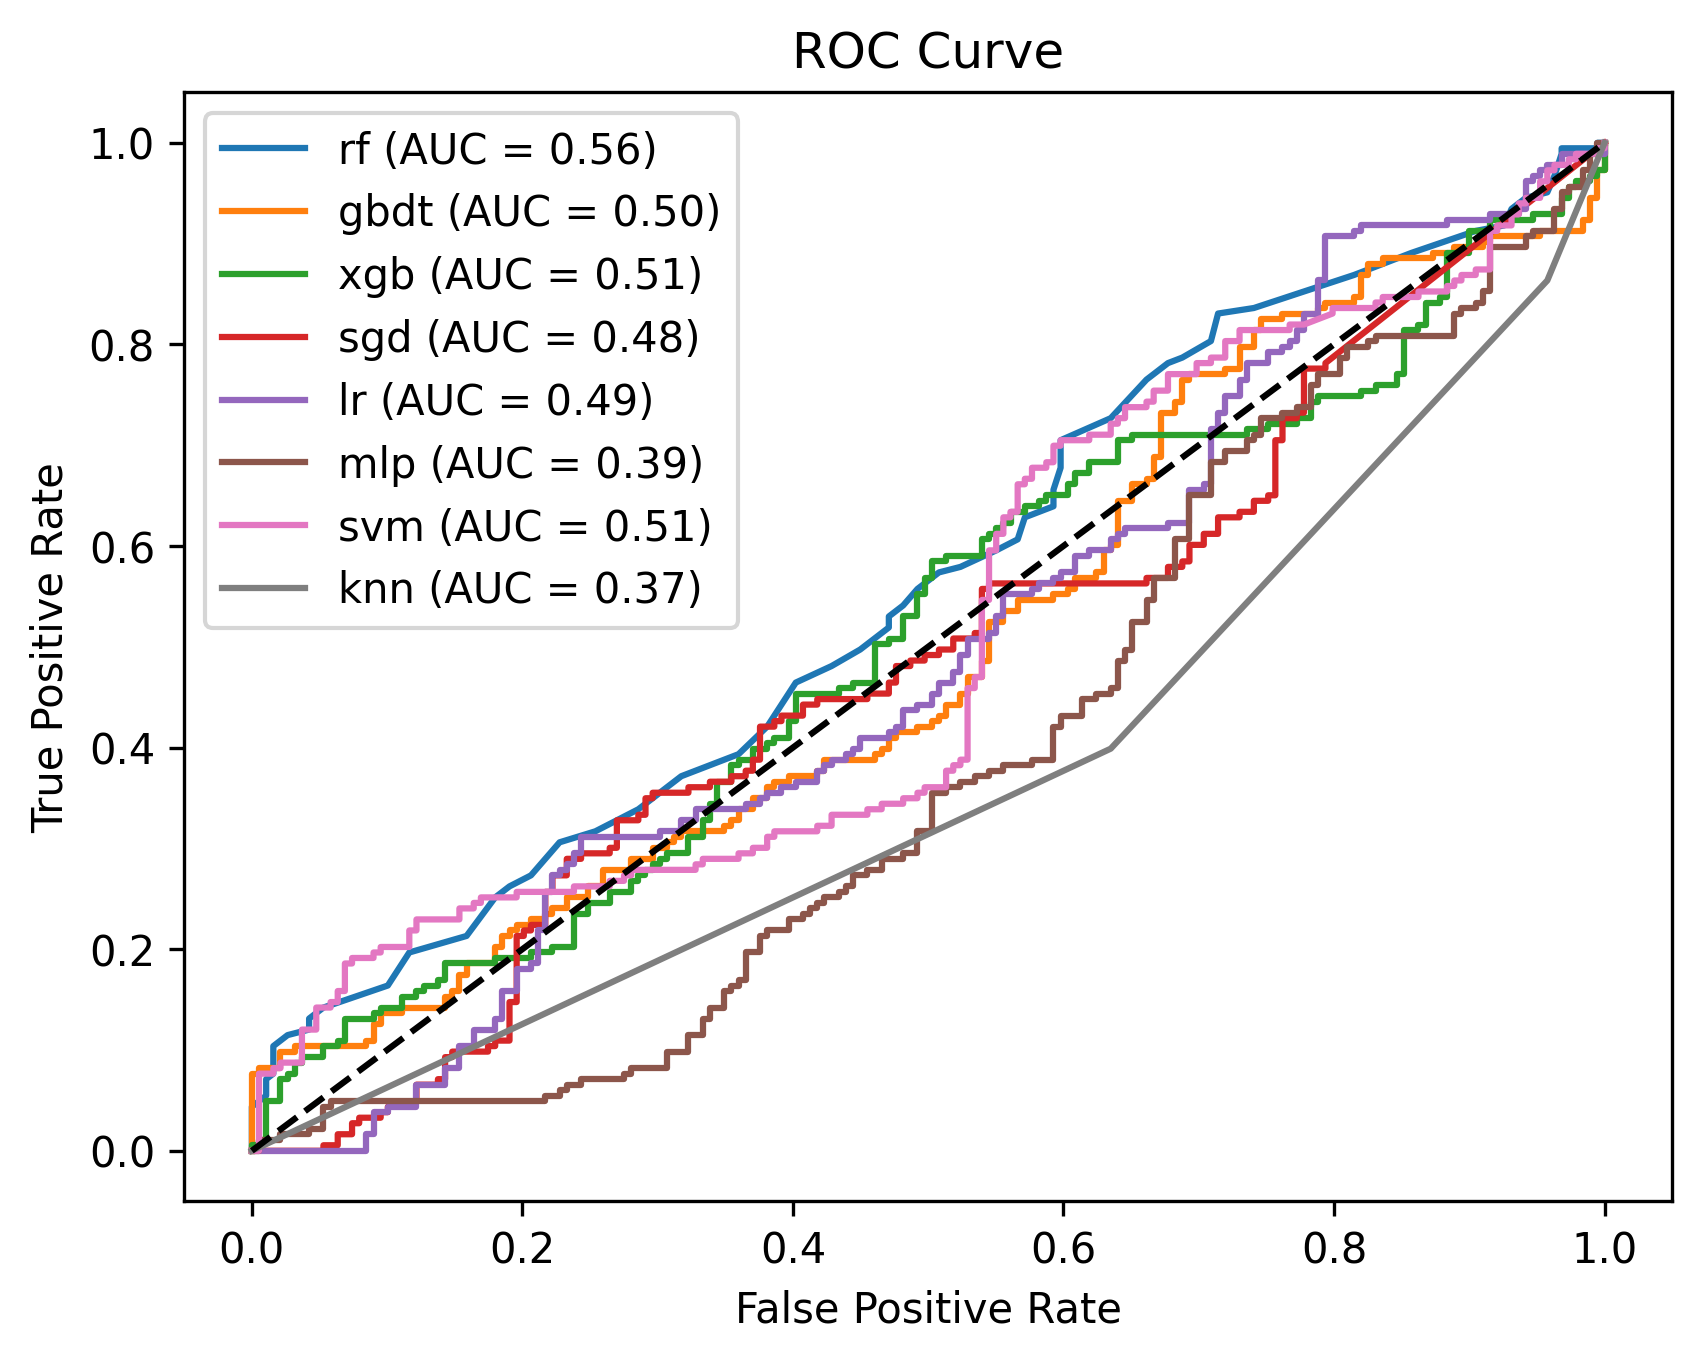 ROC Curve
rf (AUC = 0.56)
gbdt (AUC = 0.50)
xgb (AUC = 0.51)
sgd (AUC = 0.48)
lr (AUC = 0.49)
mlp (AUC = 0.39)
svm (AUC = 0.51)
knn (AUC = 0.37)
True Positive Rate
1.0
0.8
0.6
0.4
0.2
0.0
0.0 0.2 0.4 0.6 0.8 1.0
False Positive Rate